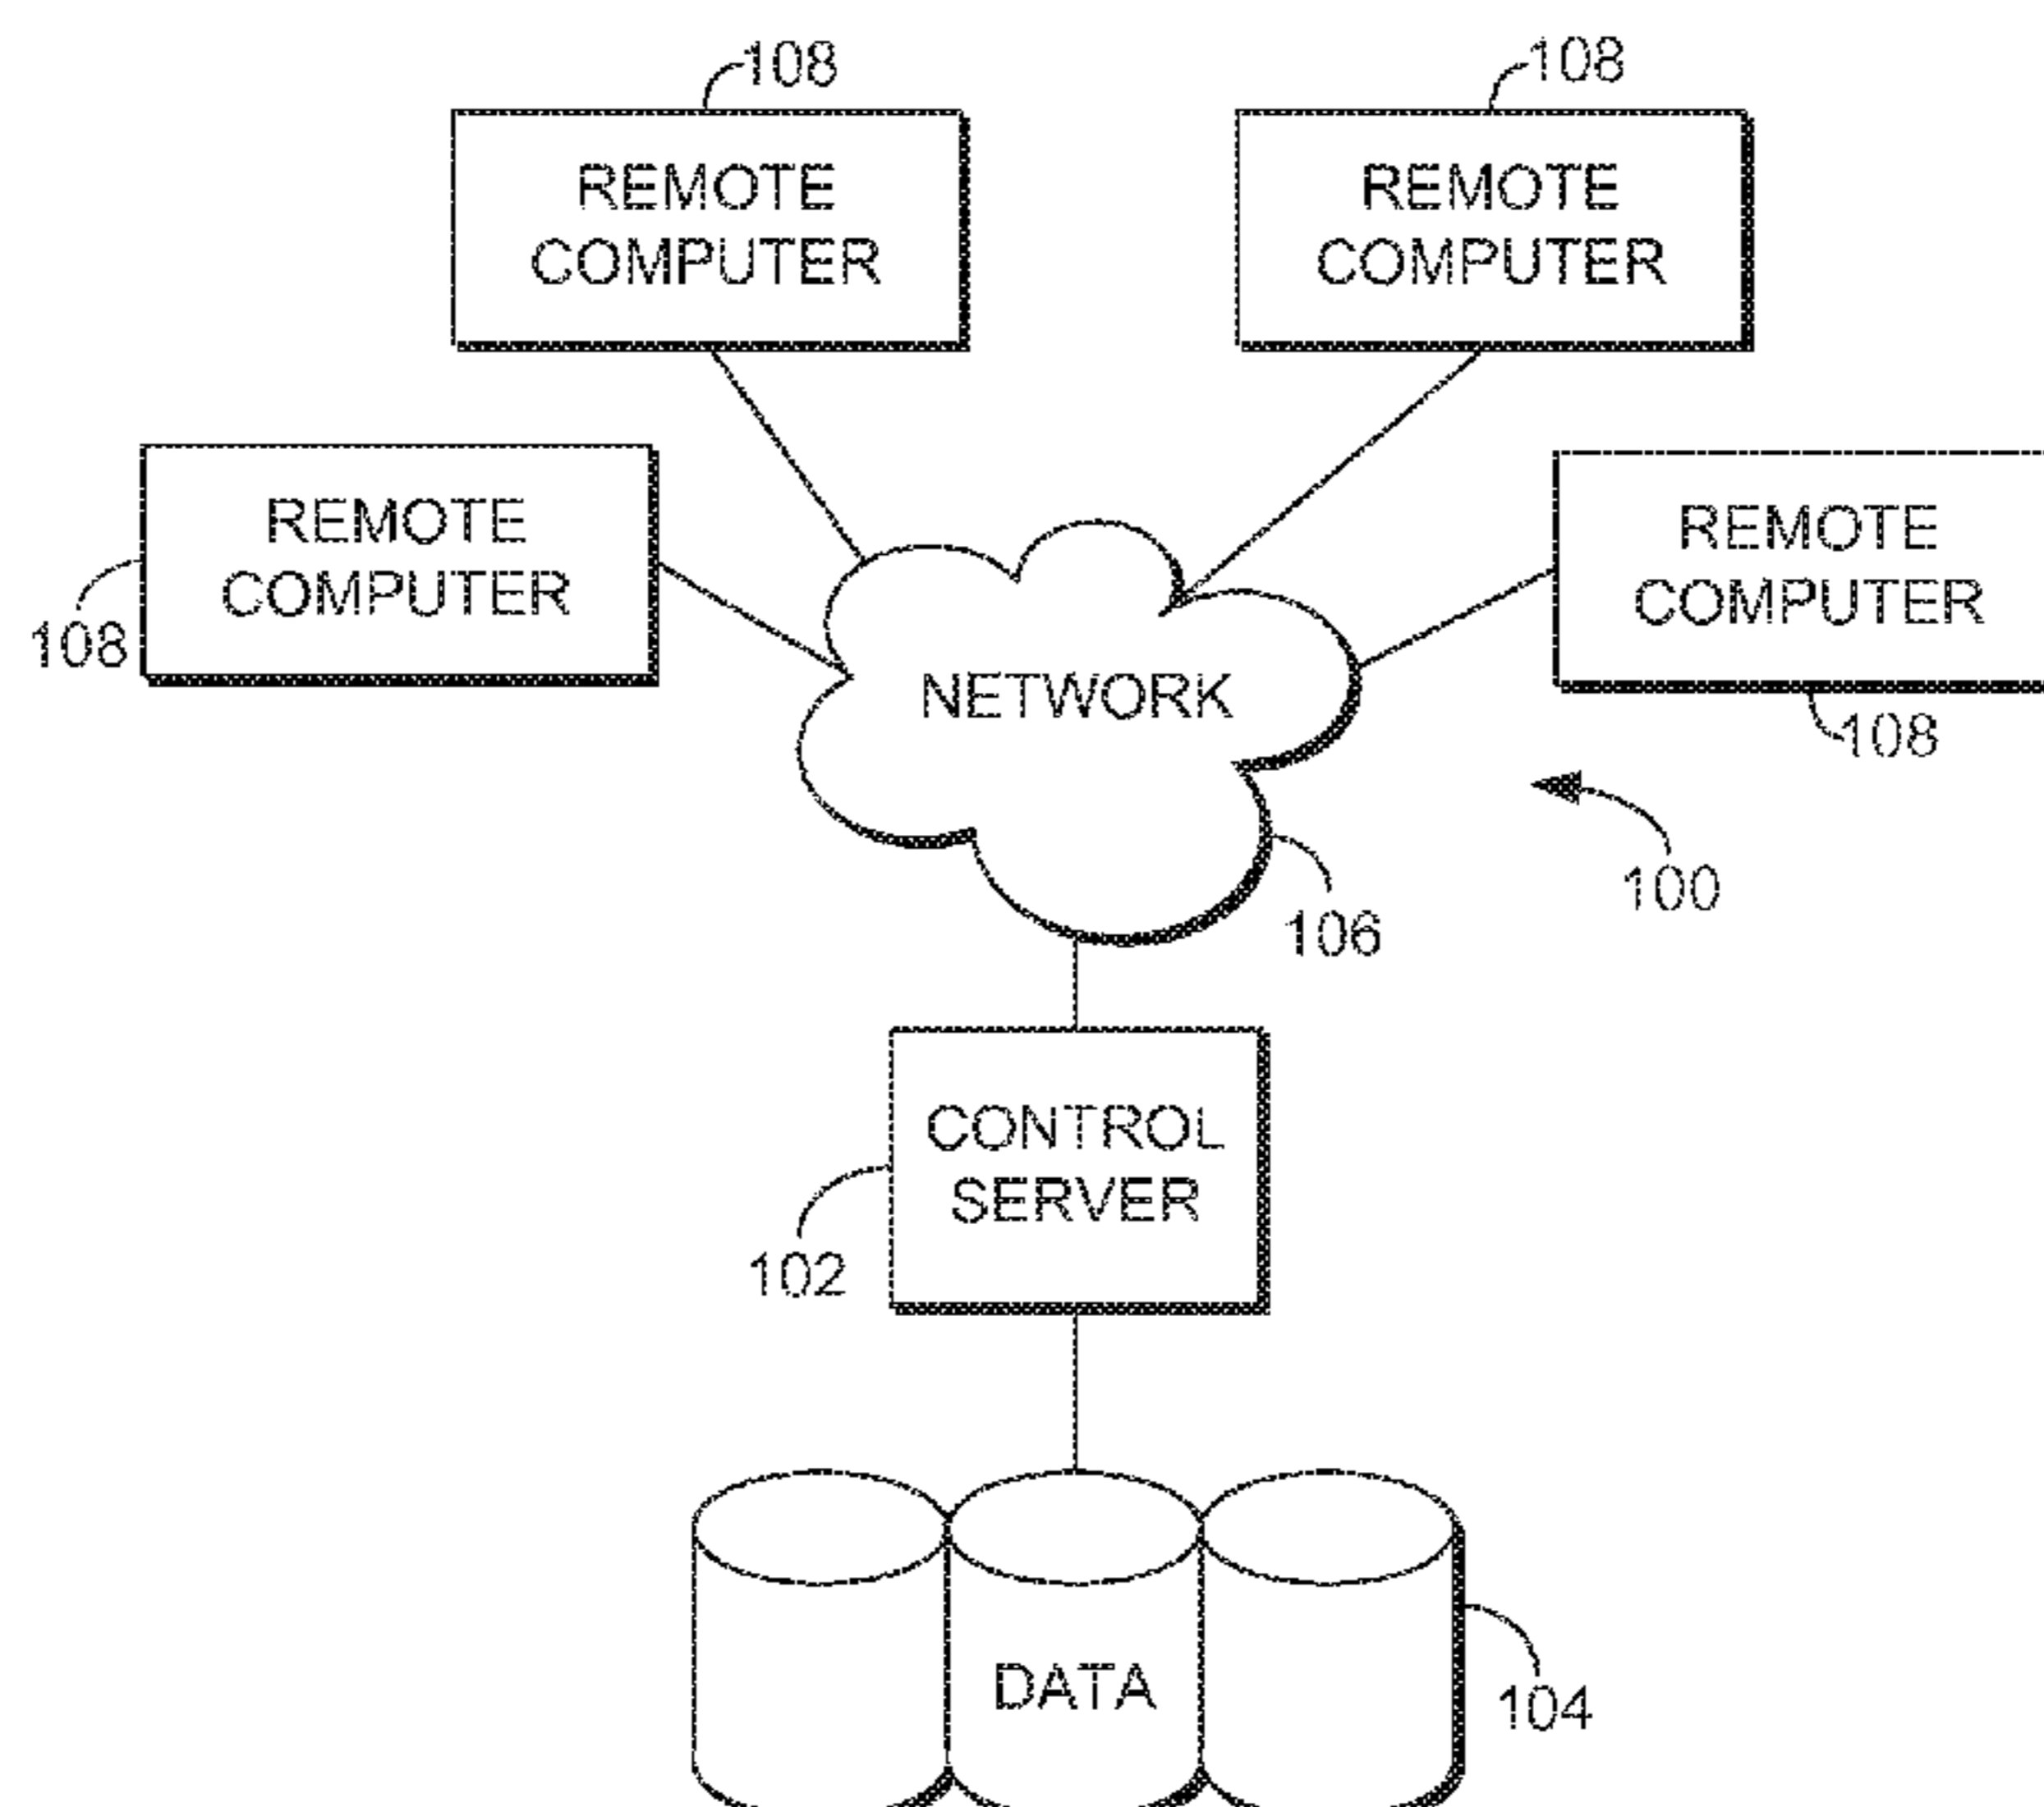 108
108
REMOTE
COMPUTER
REMOTE
COMPUTER
REMOTE
COMPUTER
REMOTE
COMPUTER
108
NETWORK
108
100
106
CONTROL
SERVER
102
DATA
104